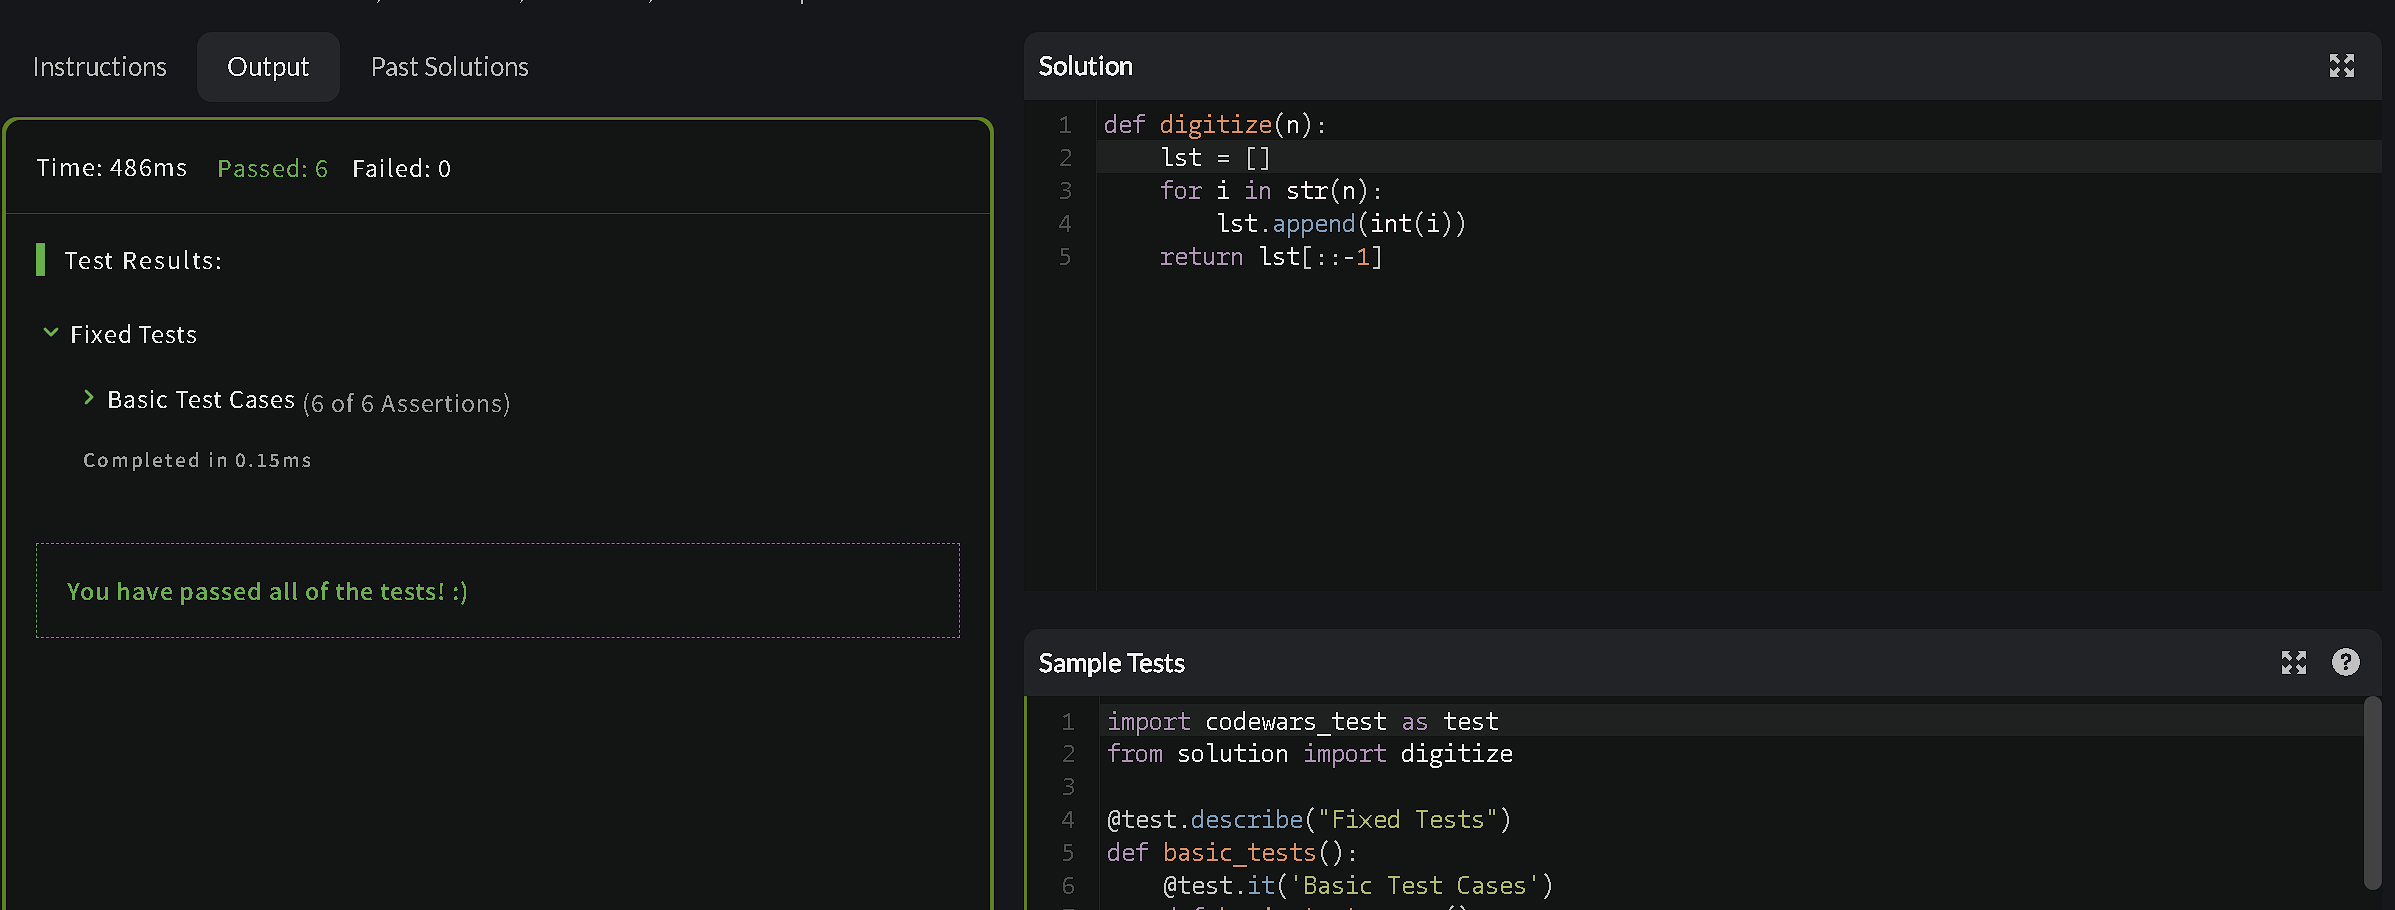 Instructions
Output
Past Solutions
Time: 486ms Passed: 6 Failed: 0
Test Results:
Fixed Tests
Basic Test Cases (6 of 6 Assertions)
Completed in 0.15ms
You have passed all of the tests! :)
Solution
1 def digitize(n):
2     lst = []
3     for i in str(n):
4         lst.append(int(i))
5     return lst[::-1]
Sample Tests
?
1 import codewars_test as test
2 from solution import digitize
3
4 @test.describe("Fixed Tests")
5 def basic_tests():
6     @test.it('Basic Test Cases')